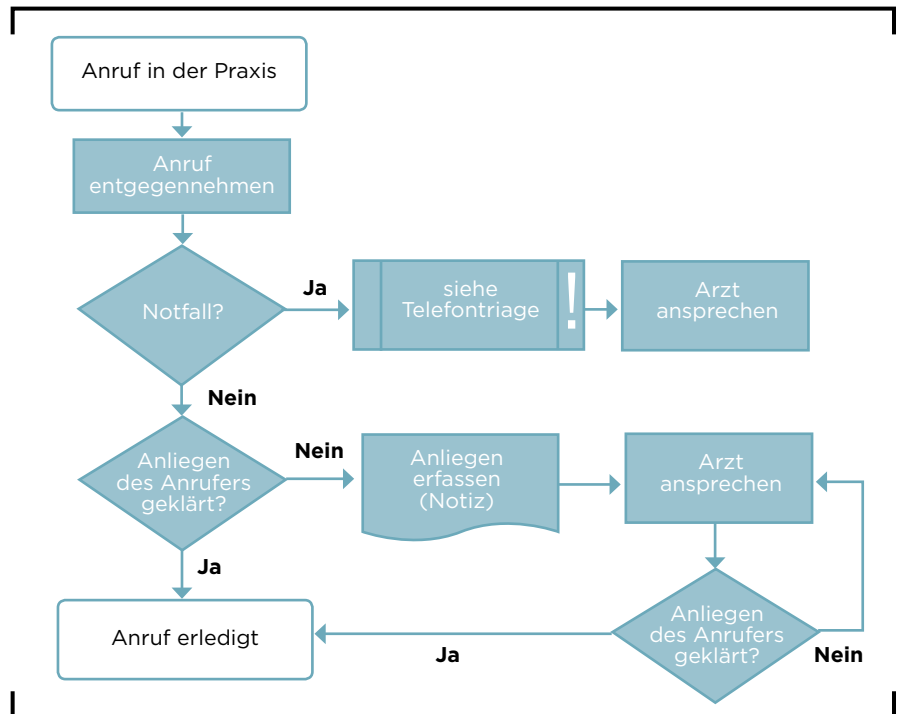 Anruf in der Praxis
Anruf
entgegennehmen
Notfall?
Ja
siehe
Telefontriage
!
Arzt
ansprechen
Nein
Anliegen
des Anrufers
geklärt?
Nein
Anliegen
erfassen
(Notiz)
Arzt
ansprechen
Ja
Anruf erledigt
Anliegen
des Anrufers
geklärt?
Ja
Nein